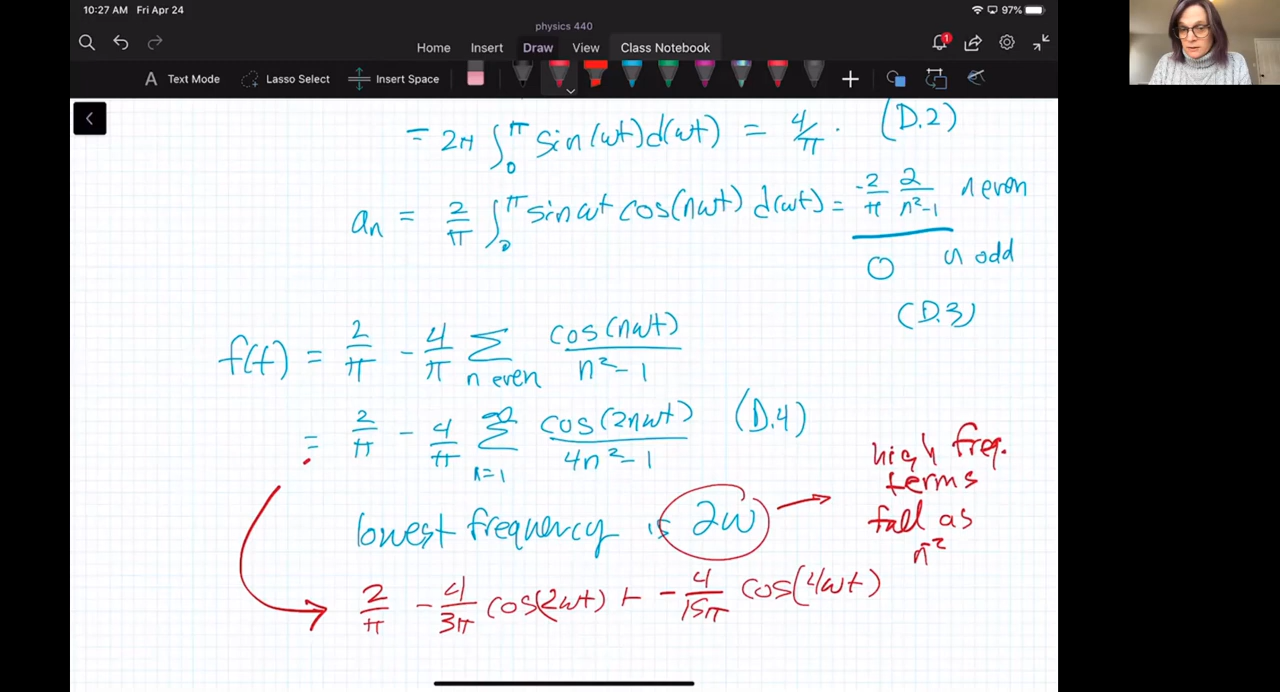 10:27 AM Fri Apr 24
97%
physics 440
Home Insert Draw View Class Notebook
1
Text Mode Lasso Select Insert Space
= 2π ∫₀^π sin(ωt)d(ωt) = 4/π . (D.2)
aₙ = 2/π ∫₀^π sinωt cos(nωt) d(ωt) = -2/π 2/(n²-1) n even
0 n odd
(D.3)
f(t) = 2/π - 4/π Σ_{n even} cos(nωt)/(n²-1)
= 2/π - 4/π Σ_{n=1}^∞ cos(2nωt)/(4n²-1) (D.4)
lowest frequency is 2ω
high freq.
terms
fall as
n⁻²
2/π - 4/3π cos(2ωt) + - 4/15π cos(4ωt)